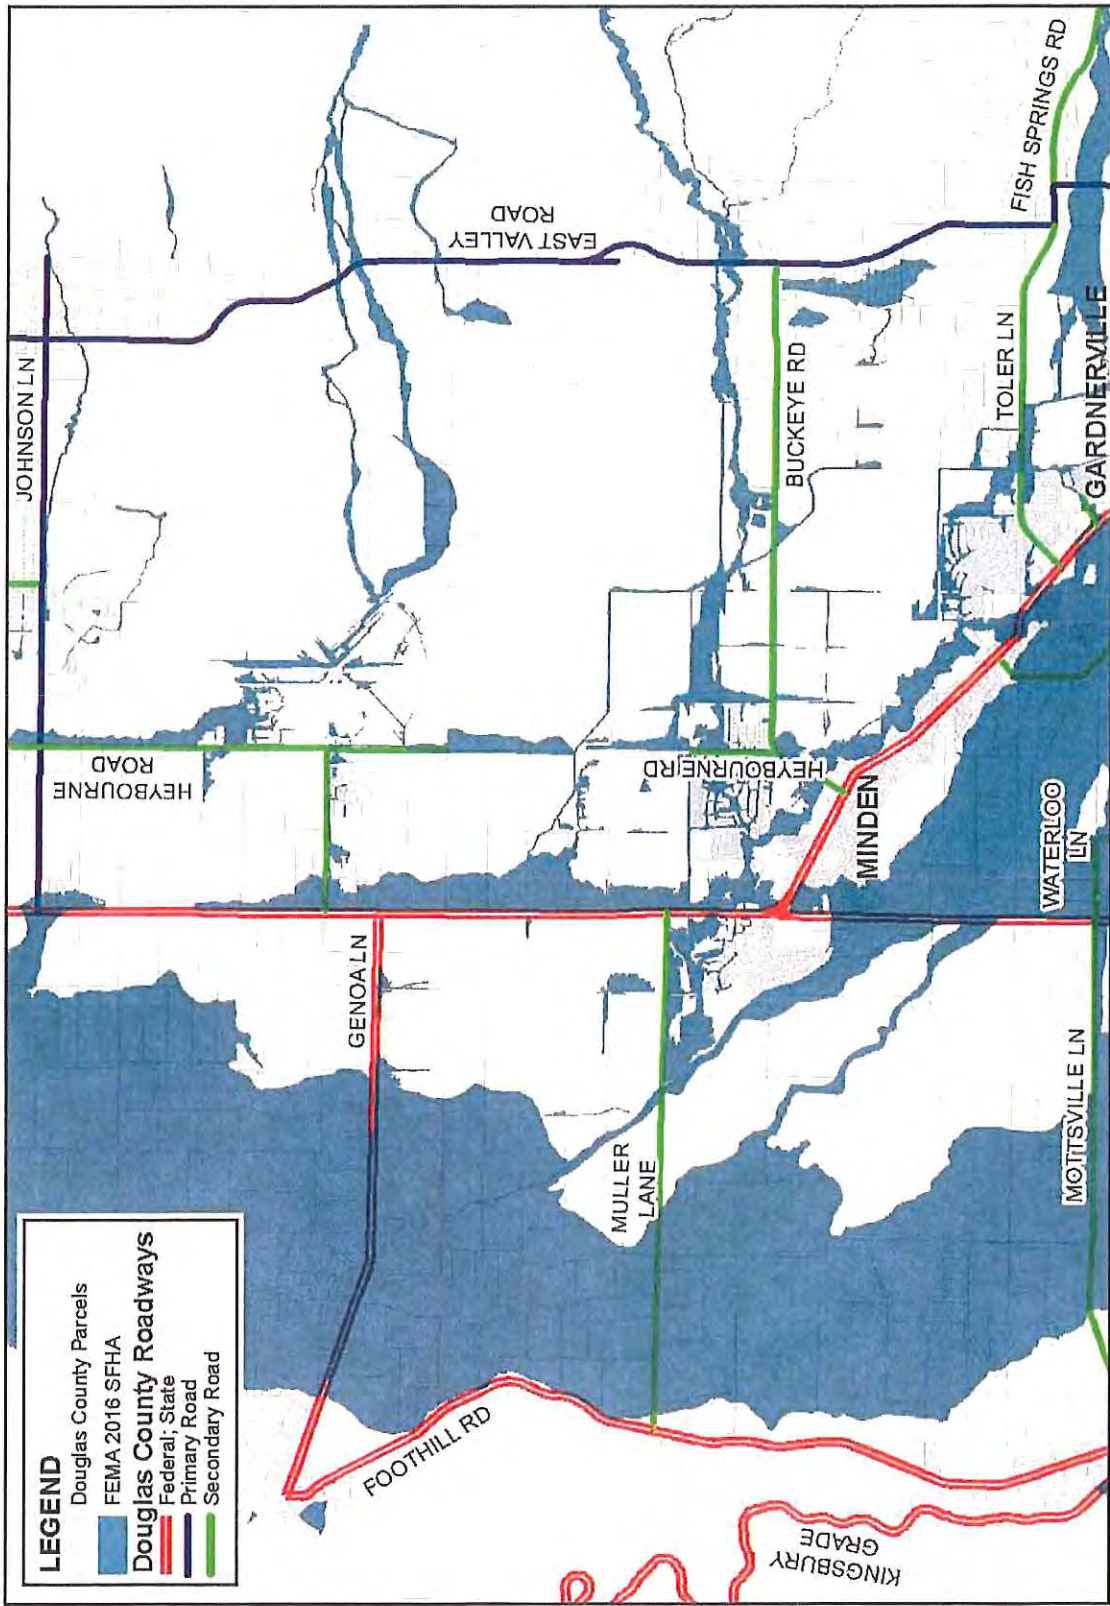 LEGEND
Douglas County Parcels
FEMA 2016 SFHA
Douglas County Roadways
Federal; State
Primary Road
Secondary Road
JOHNSON LN
HEYBOURNE
ROAD
EAST VALLEY
ROAD
GENOA LN
FOOTHILL RD
MULLER
LANE
HEYBOURNE RD
BUCKEYE RD
KINGSBURY
GRADE
MINDEN
TOLER LN
FISH SPRINGS RD
GARDNERVILLE
WATERLOO
LN
MOTTSVILLE LN